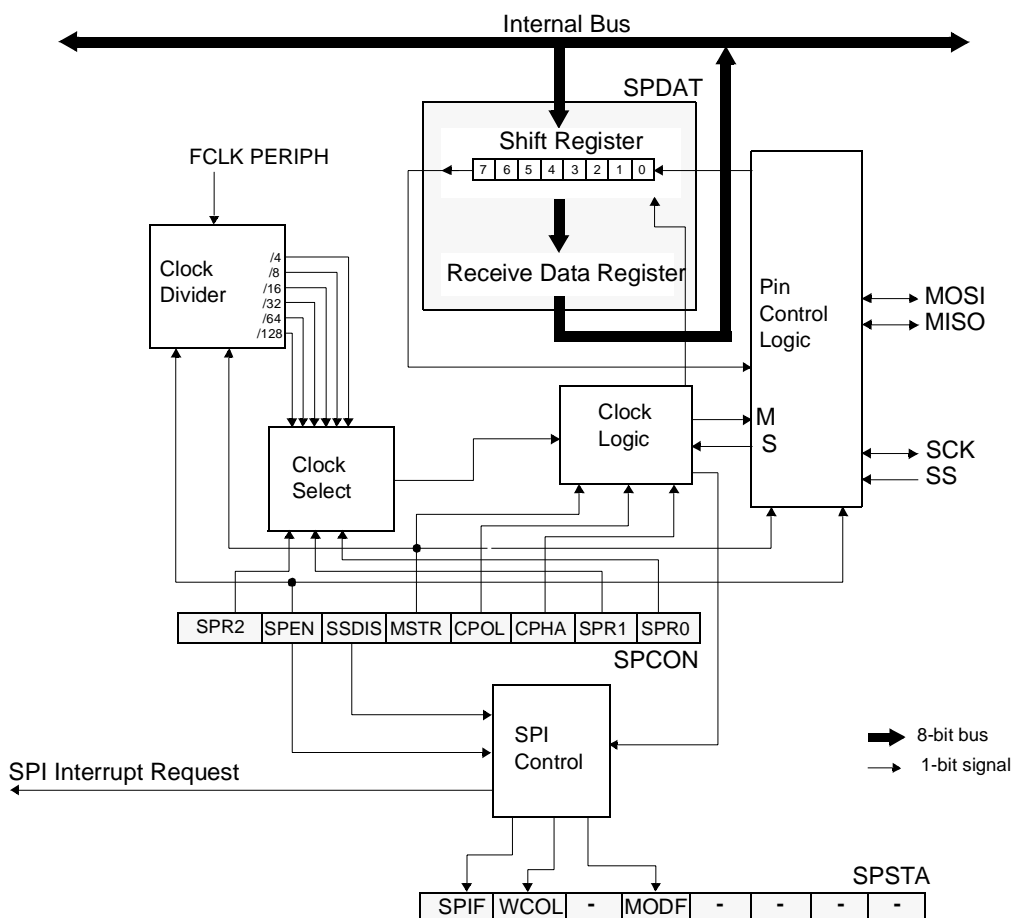 Internal Bus
SPDAT
Shift Register
7 6 5 4 3 2 1 0
FCLK PERIPH
Clock
Divider
/4
/8
/16
/32
/64
/128
Receive Data Register
Pin
Control
Logic
MOSI
MISO
Clock
Logic
M
S
SCK
SS
Clock
Select
SPR2 SPEN SSDIS MSTR CPOL CPHA SPR1 SPR0
SPCON
SPI
Control
8-bit bus
1-bit signal
SPI Interrupt Request
SPSTA
SPIF WCOL - MODF - - - -